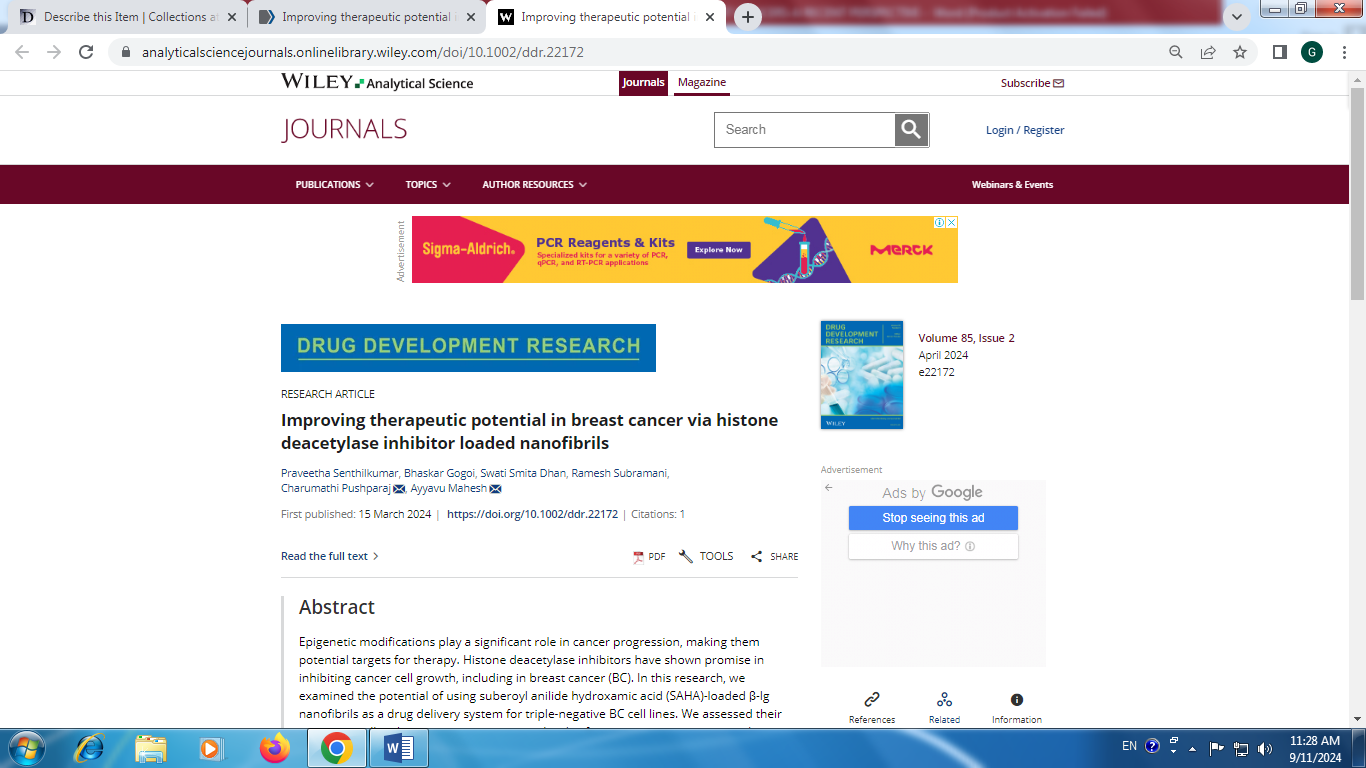 Describe this Item | Collections a
Improving therapeutic potential i
Improving therapeutic potential i
analyticalsciencejournals.onlinelibrary.wiley.com/doi/10.1002/ddr.22172
G
WILEY Analytical Science
Journals
Magazine
Subscribe
JOURNALS
Search
Login / Register
PUBLICATIONS
TOPICS
AUTHOR RESOURCES
Webinars & Events
Advertisement
Sigma-Aldrich®
PCR Reagents & Kits
Specialized kits for a variety of PCR,
qPCR, and RT-PCR applications
Explore Now
MERCK
DRUG DEVELOPMENT RESEARCH
DRUG
DEVELOPMENT
RESEARCH
WILEY
Volume 85, Issue 2
April 2024
e22172
RESEARCH ARTICLE
Improving therapeutic potential in breast cancer via histone
deacetylase inhibitor loaded nanofibrils
Praveetha Senthilkumar, Bhaskar Gogoi, Swati Smita Dhan, Ramesh Subramani,
Charumathi Pushparaj, Ayyavu Mahesh
First published: 15 March 2024 | https://doi.org/10.1002/ddr.22172 | Citations: 1
Advertisement
Ads by Google
Stop seeing this ad
Why this ad?
Read the full text
PDF
TOOLS
SHARE
Abstract
Epigenetic modifications play a significant role in cancer progression, making them
potential targets for therapy. Histone deacetylase inhibitors have shown promise in
inhibiting cancer cell growth, including in breast cancer (BC). In this research, we
examined the potential of using suberoyl anilide hydroxamic acid (SAHA)-loaded β-lg
nanofibrils as a drug delivery system for triple-negative BC cell lines. We assessed their
References
Related
Information
EN
11:28 AM
9/11/2024